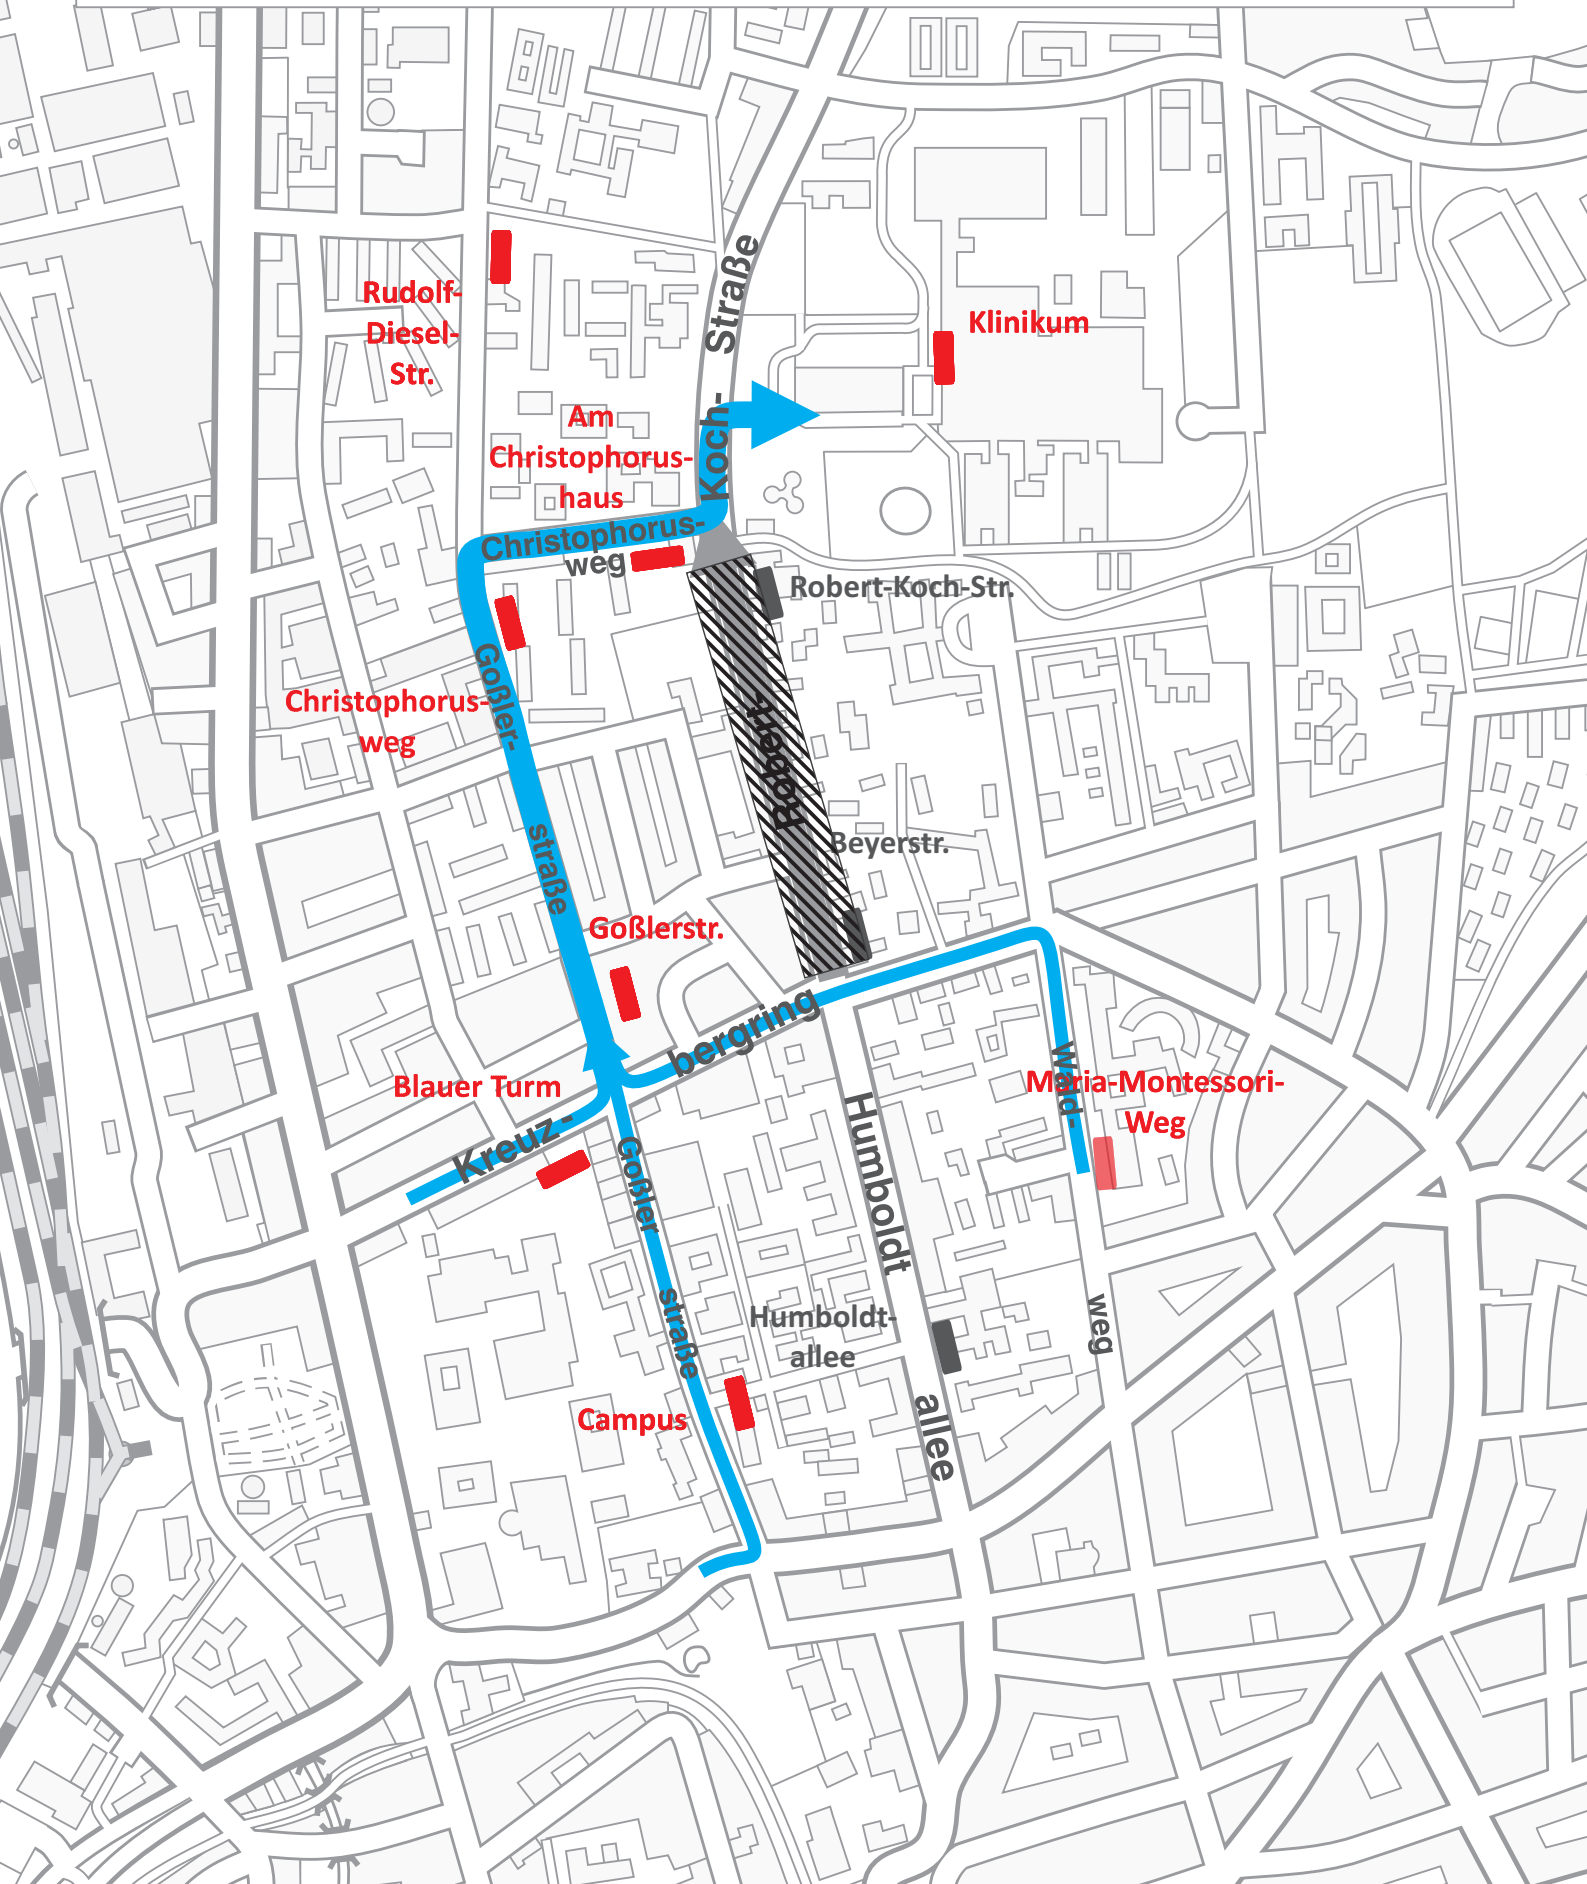 Straße
Rudolf-
Diesel-
Str.
Klinikum
Koch-
Am
Christophorus-
haus
Christophorus-
weg
Robert-Koch-Str.
Goßler-
Christophorus-
weg
Robert-
straße
Beyerstr.
Goßlerstr.
bergring
Blauer Turm
Kreuz-
Wald-
Maria-Montessori-
Weg
Goßler
Humboldt
straße
Humboldt-
allee
weg
Campus
allee